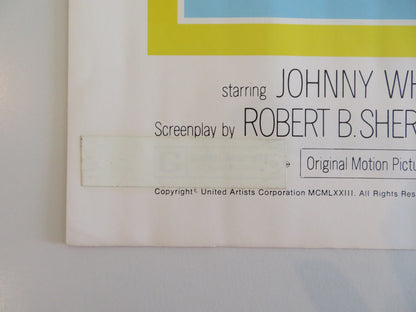 starring JOHNNY WH
Screenplay by ROBERT B. SHER
e Original Motion Pictu
Copyright © United Artists Corporation MCMLXXIII. All Rights Res